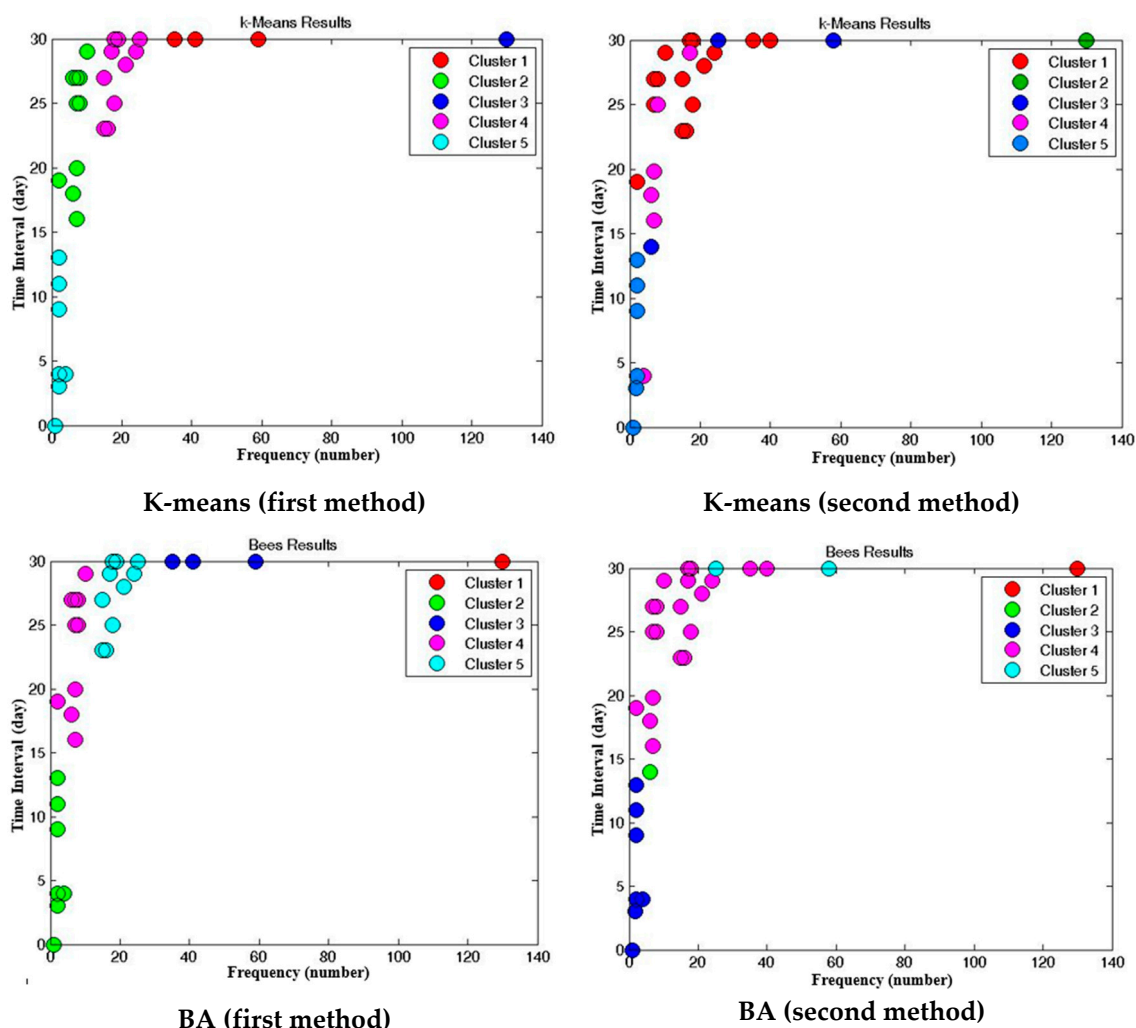 k-Means Results
30
25
20
15
10
5
0
Time Interval (day)
Cluster 1
Cluster 2
Cluster 3
Cluster 4
Cluster 5
0 20 40 60 80 100 120 140
Frequency (number)
K-means (first method)
k-Means Results
30
25
20
15
10
5
0
Time Interval (day)
Cluster 1
Cluster 2
Cluster 3
Cluster 4
Cluster 5
0 20 40 60 80 100 120 140
Frequency (number)
K-means (second method)
Bees Results
30
25
20
15
10
5
0
Time Interval (day)
Cluster 1
Cluster 2
Cluster 3
Cluster 4
Cluster 5
0 20 40 60 80 100 120 140
Frequency (number)
BA (first method)
Bees Results
30
25
20
15
10
5
0
Time Interval (day)
Cluster 1
Cluster 2
Cluster 3
Cluster 4
Cluster 5
0 20 40 60 80 100 120 140
Frequency (number)
BA (second method)